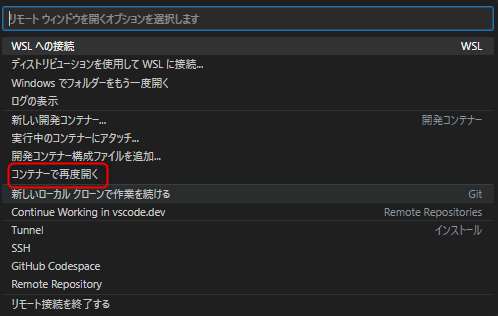 リモート ウィンドウを開くオプションを選択します
WSL への接続 WSL
ディストリビューションを使用して WSL に接続...
Windows でフォルダーをもう一度開く
ログの表示
新しい開発コンテナー... 開発コンテナー
実行中のコンテナーにアタッチ...
開発コンテナー構成ファイルを追加...
コンテナーで再度開く
新しいローカル クローンで作業を続ける Git
Continue Working in vscode.dev Remote Repositories
Tunnel インストール
SSH
GitHub Codespace
Remote Repository
リモート接続を終了する